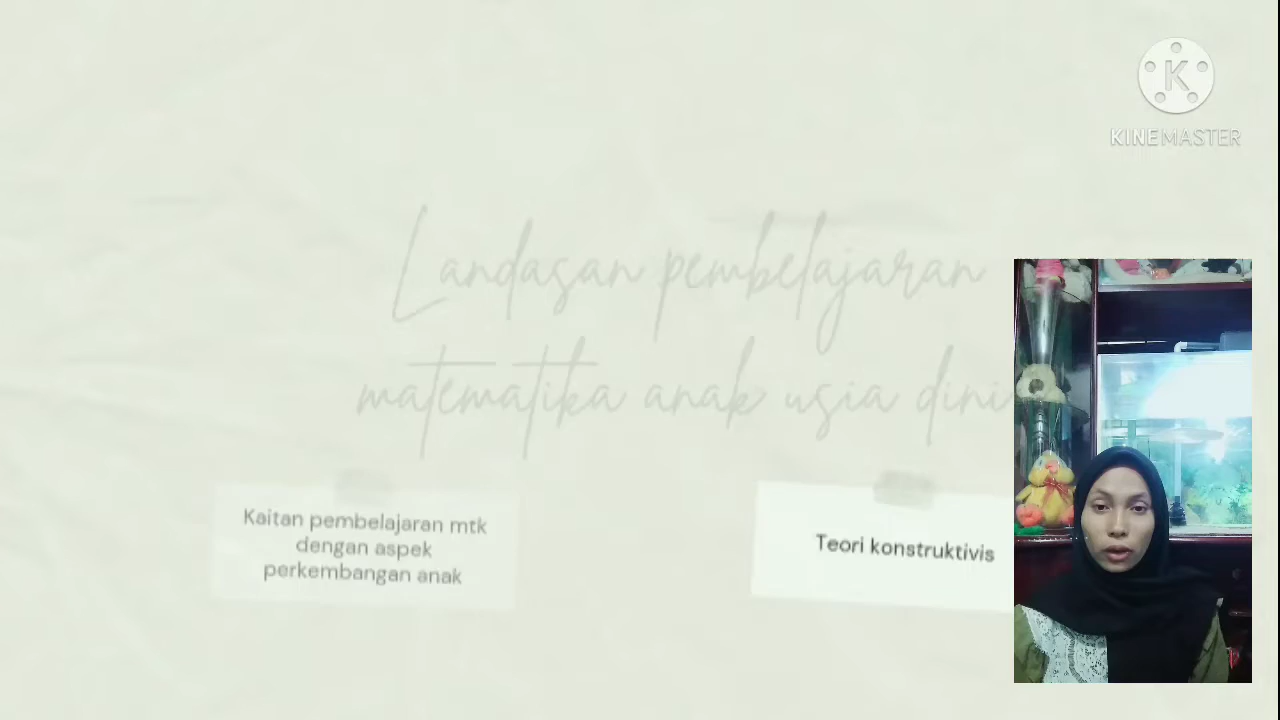 KINEMASTER
Landasan pembelajaran
matematika anak usia dini
Kaitan pembelajaran mtk
dengan aspek
perkembangan anak
Teori konstruktivis